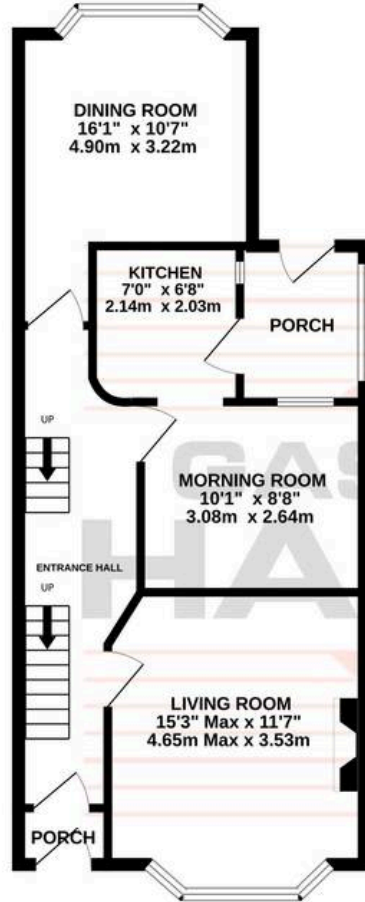 DINING ROOM
16'1" x 10'7"
4.90m x 3.22m
KITCHEN
7'0" x 6'8"
2.14m x 2.03m
PORCH
UP
MORNING ROOM
10'1" x 8'8"
3.08m x 2.64m
ENTRANCE HALL
UP
LIVING ROOM
15'3" Max x 11'7"
4.65m Max x 3.53m
PORCH
GAS
HA